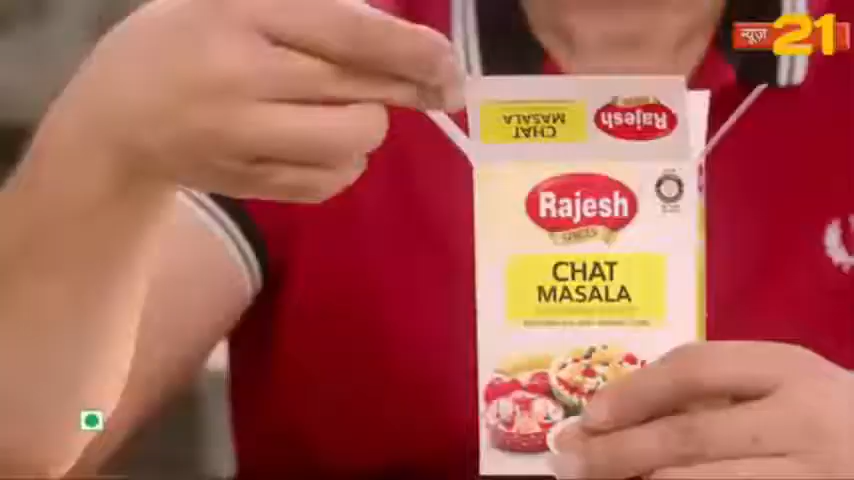 न्यूज़ 21
CHAT
MASALA
Rajesh
Rajesh
SPICES
CHAT
MASALA